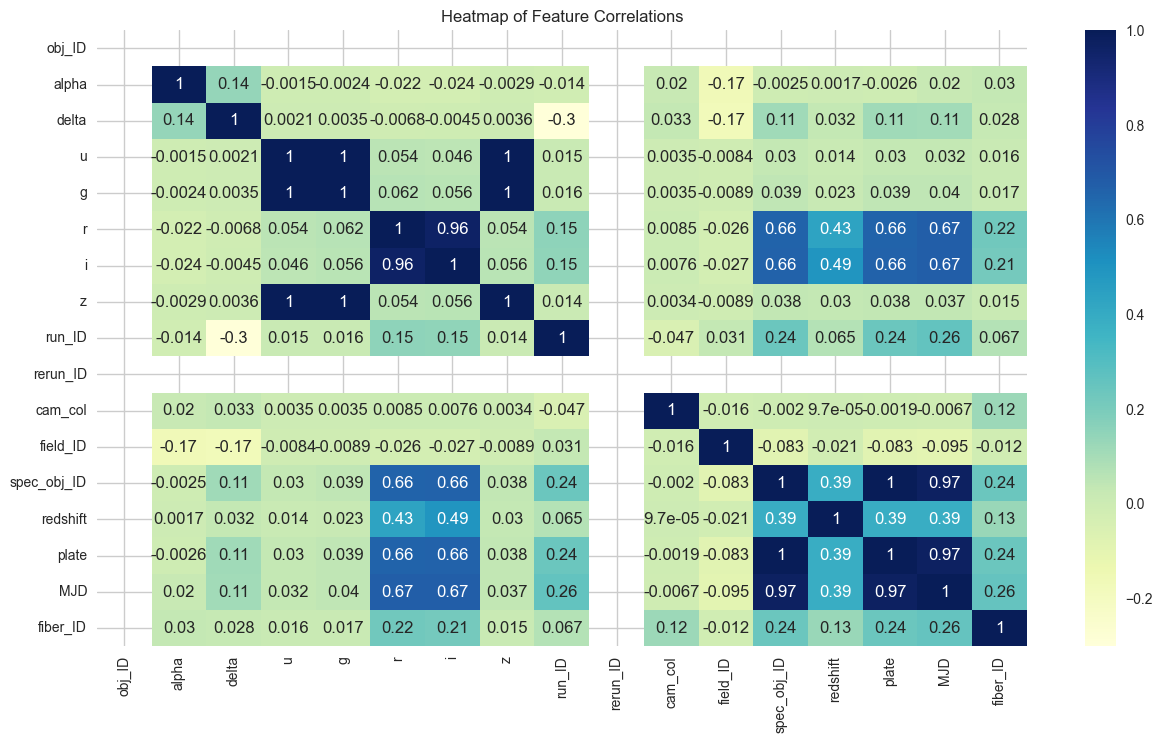 Heatmap of Feature Correlations
obj_ID
alpha 1 0.14 -0.0015 -0.0024 -0.022 -0.024 -0.0029 -0.014 0.02 -0.17 -0.0025 0.0017 -0.0026 0.02 0.03
delta 0.14 1 0.0021 0.0035 -0.0068 -0.0045 0.0036 -0.3 0.033 -0.17 0.11 0.032 0.11 0.11 0.028
u -0.0015 0.0021 1 1 0.054 0.046 1 0.015 0.0035 -0.0084 0.03 0.014 0.03 0.032 0.016
g -0.0024 0.0035 1 1 0.062 0.056 1 0.016 0.0035 -0.0089 0.039 0.023 0.039 0.04 0.017
r -0.022 -0.0068 0.054 0.062 1 0.96 0.054 0.15 0.0085 -0.026 0.66 0.43 0.66 0.67 0.22
i -0.024 -0.0045 0.046 0.056 0.96 1 0.056 0.15 0.0076 -0.027 0.66 0.49 0.66 0.67 0.21
z -0.0029 0.0036 1 1 0.054 0.056 1 0.014 0.0034 -0.0089 0.038 0.03 0.038 0.037 0.015
run_ID -0.014 -0.3 0.015 0.016 0.15 0.15 0.014 1 -0.047 0.031 0.24 0.065 0.24 0.26 0.067
rerun_ID
cam_col 0.02 0.033 0.0035 0.0035 0.0085 0.0076 0.0034 -0.047 1 -0.016 -0.002 9.7e-05 -0.0019 -0.0067 0.12
field_ID -0.17 -0.17 -0.0084 -0.0089 -0.026 -0.027 -0.0089 0.031 -0.016 1 -0.083 -0.021 -0.083 -0.095 -0.012
spec_obj_ID -0.0025 0.11 0.03 0.039 0.66 0.66 0.038 0.24 -0.002 -0.083 1 0.39 1 0.97 0.24
redshift 0.0017 0.032 0.014 0.023 0.43 0.49 0.03 0.065 9.7e-05 -0.021 0.39 1 0.39 0.39 0.13
plate -0.0026 0.11 0.03 0.039 0.66 0.66 0.038 0.24 -0.0019 -0.083 1 0.39 1 0.97 0.24
MJD 0.02 0.11 0.032 0.04 0.67 0.67 0.037 0.26 -0.0067 -0.095 0.97 0.39 0.97 1 0.26
fiber_ID 0.03 0.028 0.016 0.017 0.22 0.21 0.015 0.067 0.12 -0.012 0.24 0.13 0.24 0.26 1
obj_ID alpha delta u g r i z run_ID rerun_ID cam_col field_ID spec_obj_ID redshift plate MJD fiber_ID
1.0
0.8
0.6
0.4
0.2
0.0
−0.2